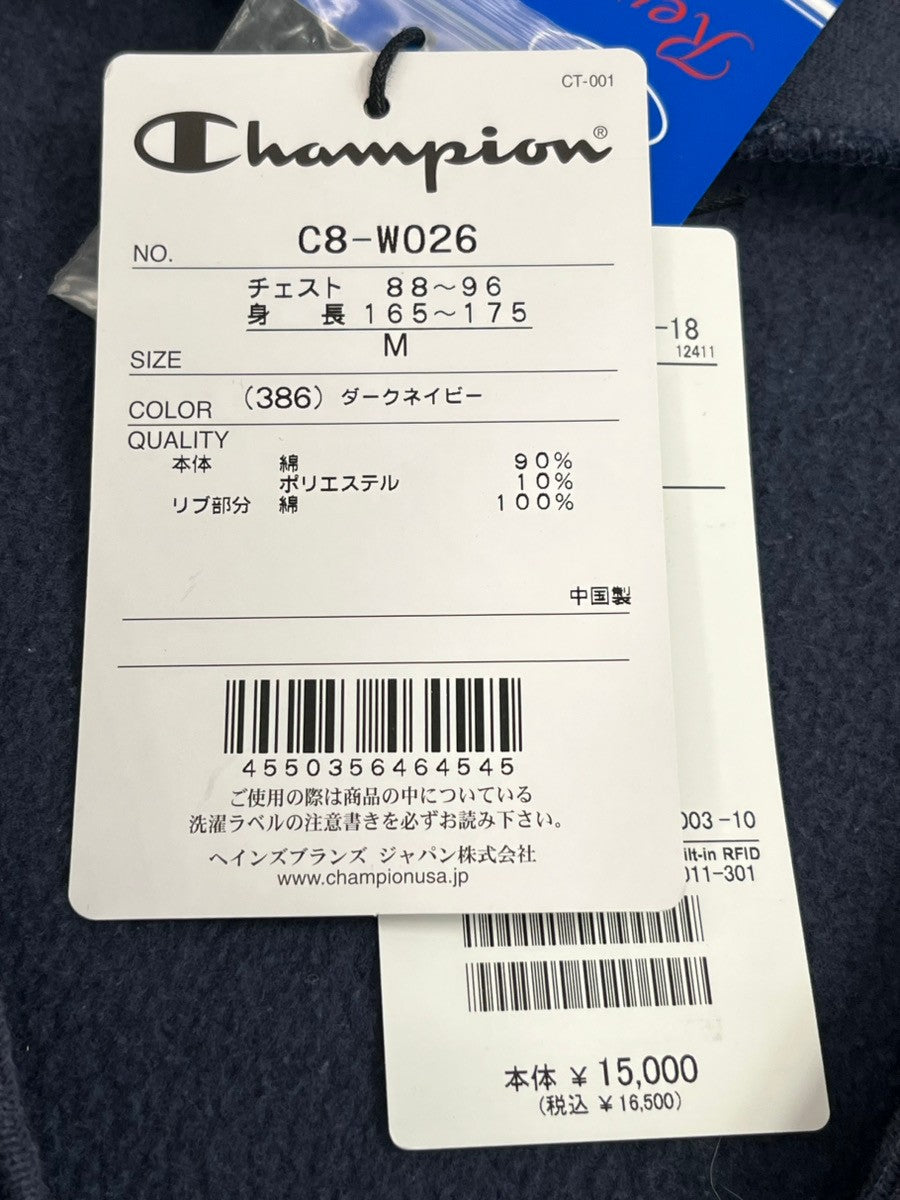 Re
CT-001
Champion®
NO. C8-W026
チェスト 88～96
身長 165～175
SIZE M
COLOR (386) ダークネイビー
QUALITY
本体 綿 90%
ポリエステル 10%
リブ部分 綿 100%
中国製
4550356464545
ご使用の際は商品の中についている
洗濯ラベルの注意書きを必ずお読み下さい。
ヘインズブランズ ジャパン株式会社
www.championusa.jp
-18
12411
003-10
ilt-in RFID
011-301
本体 ¥ 15,000
(税込 ¥ 16,500)